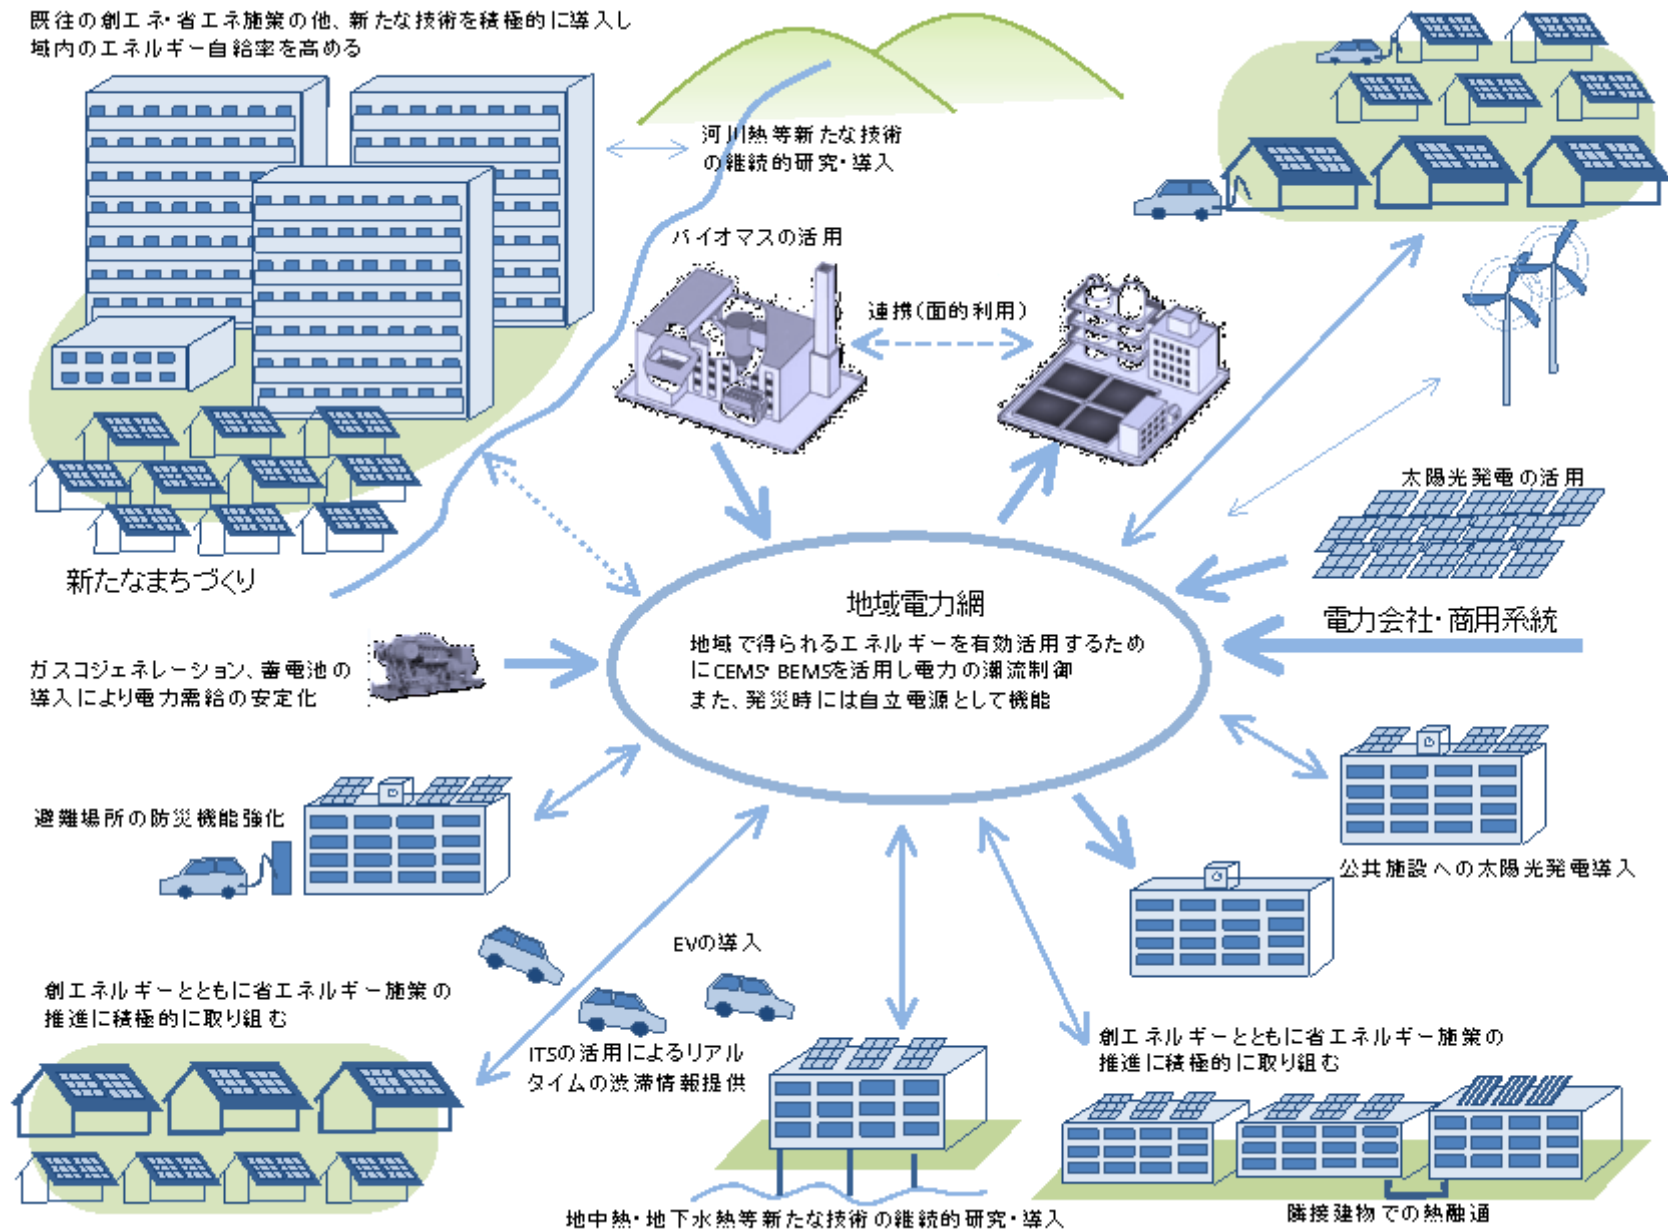 既往の創エネ・省エネ施策の他、新たな技術を積極的に導入し
域内のエネルギー自給率を高める
河川熱等新たな技術
の継続的研究・導入
バイオマスの活用
連携(面的利用)
太陽光発電の活用
新たなまちづくり
地域電力網
地域で得られるエネルギーを有効活用するため
にCEMS・BEMSを活用し電力の潮流制御
また、発災時には自立電源として機能
電力会社・商用系統
ガスコジェネレーション、蓄電池の
導入により電力需給の安定化
避難場所の防災機能強化
公共施設への太陽光発電導入
EVの導入
創エネルギーとともに省エネルギー施策の
推進に積極的に取り組む
ITSの活用によるリアル
タイムの渋滞情報提供
創エネルギーとともに省エネルギー施策の
推進に積極的に取り組む
地中熱・地下水熱等新たな技術の継続的研究・導入
隣接建物での熱融通